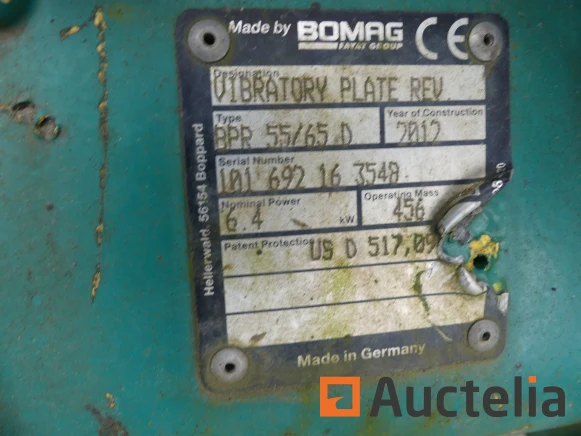 Made by BOMAG CE
FAYAT GROUP
Designation
VIBRATORY PLATE REV.
Type Year of Construction
BPR 55/65 D 2012
Serial Number
101 692 16 3548
Nominal Power Operating Mass
6.4 kW 456
Patent Protection US D 517,09
Made in Germany
Hellerwald, 56154 Boppard
Auctelia